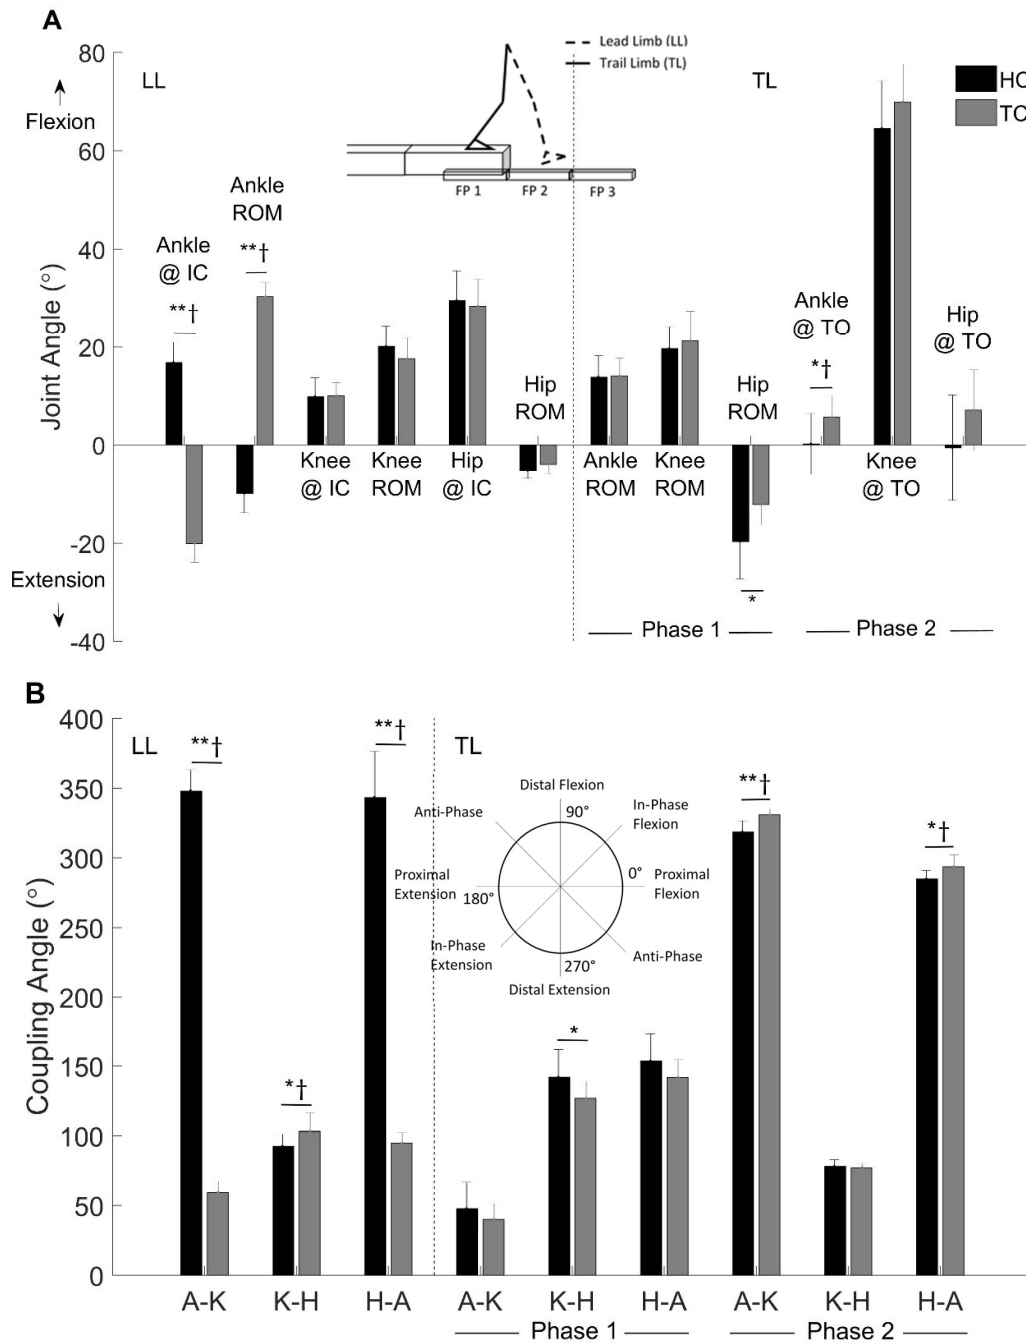 A
80
60
40
20
0
-20
-40
Joint Angle (°)
Flexion
Extension
LL
TL
Lead Limb (LL)
Trail Limb (TL)
FP 1
FP 2
FP 3
HC
TC
Ankle
@ IC
**†
Ankle
ROM
**†
Knee
@ IC
Knee
ROM
Hip
@ IC
Hip
ROM
Ankle
ROM
Knee
ROM
Hip
ROM
*
Ankle
@ TO
*†
Knee
@ TO
Hip
@ TO
Phase 1
Phase 2
B
400
350
300
250
200
150
100
50
0
Coupling Angle (°)
LL
TL
**†
*†
**†
*
**†
*†
Distal Flexion
90°
In-Phase
Flexion
0°
Proximal
Flexion
Anti-Phase
270°
Distal Extension
In-Phase
Extension
180°
Proximal
Extension
Anti-Phase
A-K
K-H
H-A
A-K
K-H
H-A
A-K
K-H
H-A
Phase 1
Phase 2